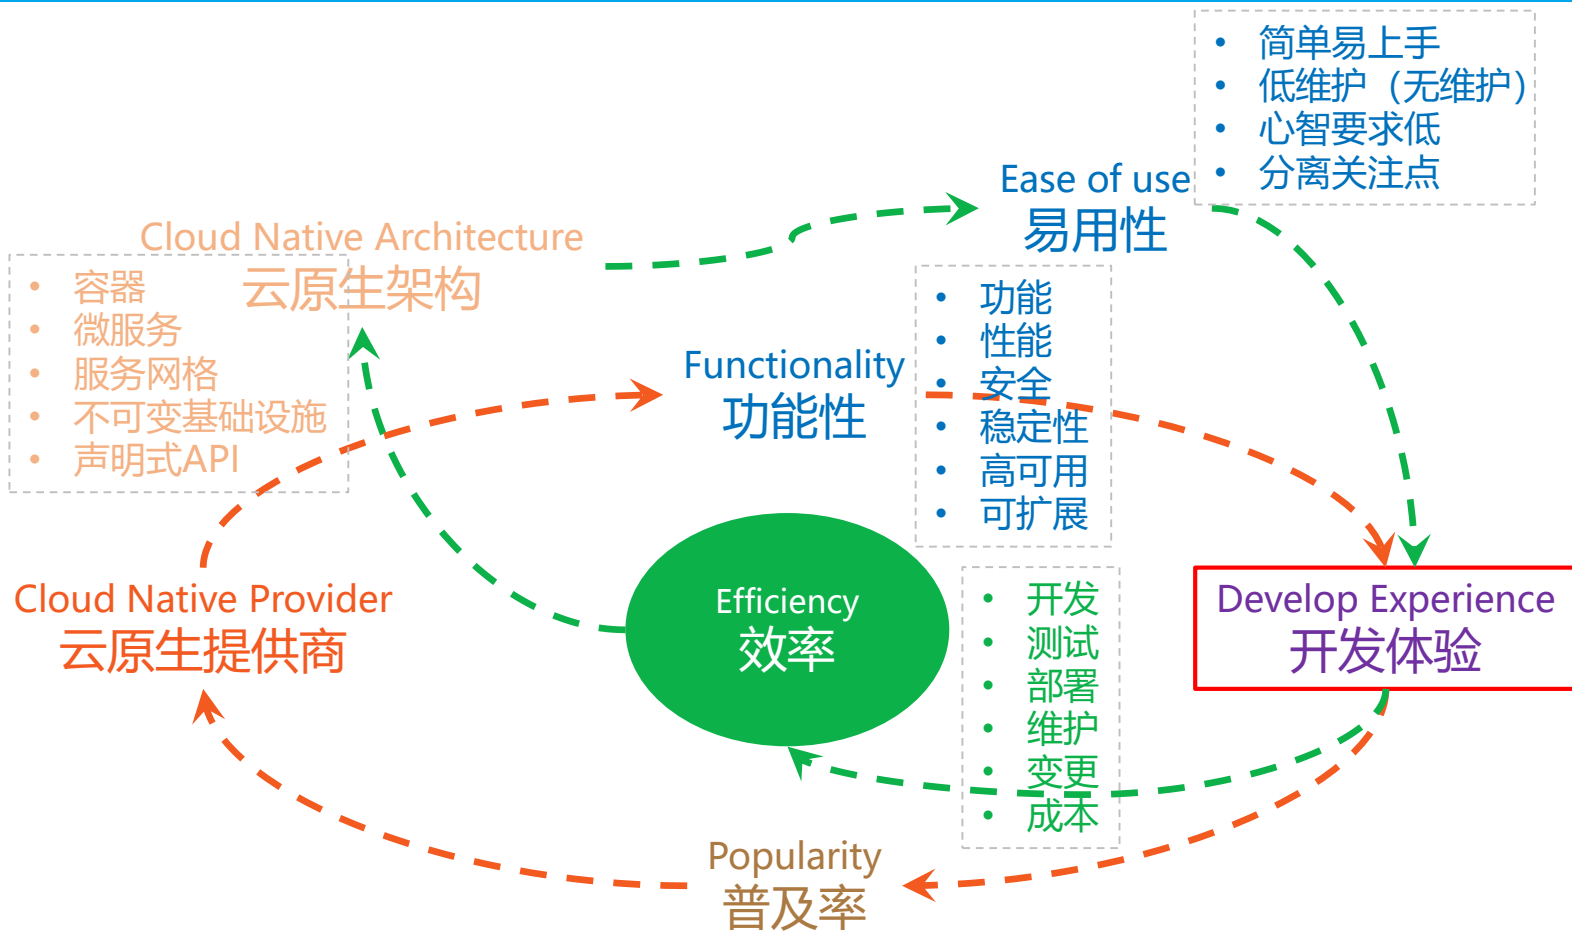 • 简单易上手
• 低维护（无维护）
• 心智要求低
• 分离关注点
Ease of use
易用性
Cloud Native Architecture
云原生架构
• 容器
• 微服务
• 服务网格
• 不可变基础设施
• 声明式API
Functionality
功能性
• 功能
• 性能
• 安全
• 稳定性
• 高可用
• 可扩展
Cloud Native Provider
云原生提供商
Efficiency
效率
• 开发
• 测试
• 部署
• 维护
• 变更
• 成本
Develop Experience
开发体验
Popularity
普及率